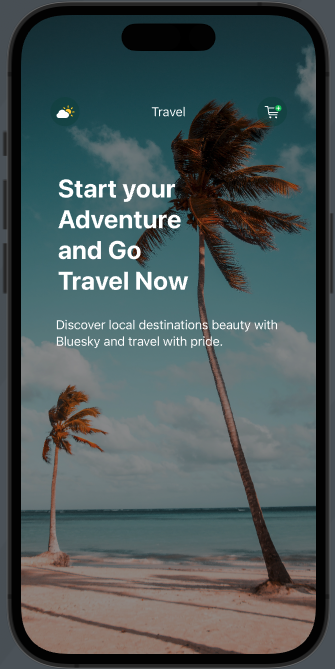 Travel
Start your
Adventure
and Go
Travel Now
Discover local destinations beauty with
Bluesky and travel with pride.